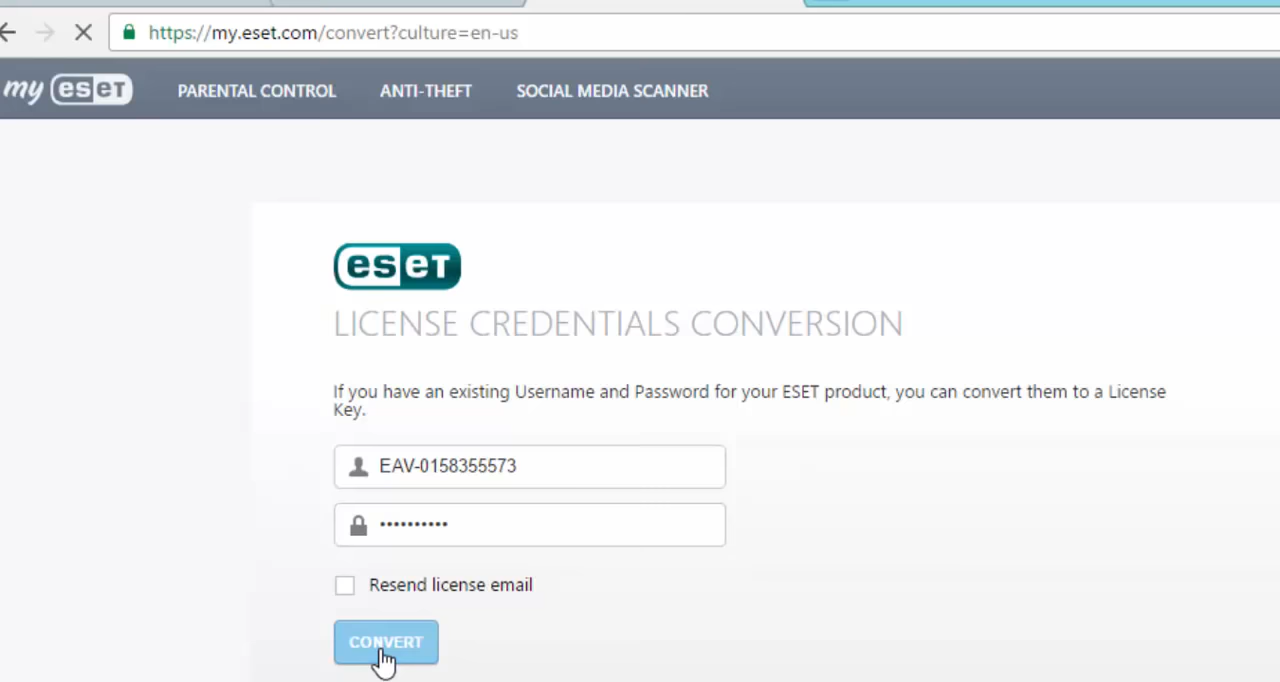 https://my.eset.com/convert?culture=en-us
my eset PARENTAL CONTROL ANTI-THEFT SOCIAL MEDIA SCANNER
eset
LICENSE CREDENTIALS CONVERSION
If you have an existing Username and Password for your ESET product, you can convert them to a License
Key.
EAV-0158355573
••••••••••
Resend license email
CONVERT